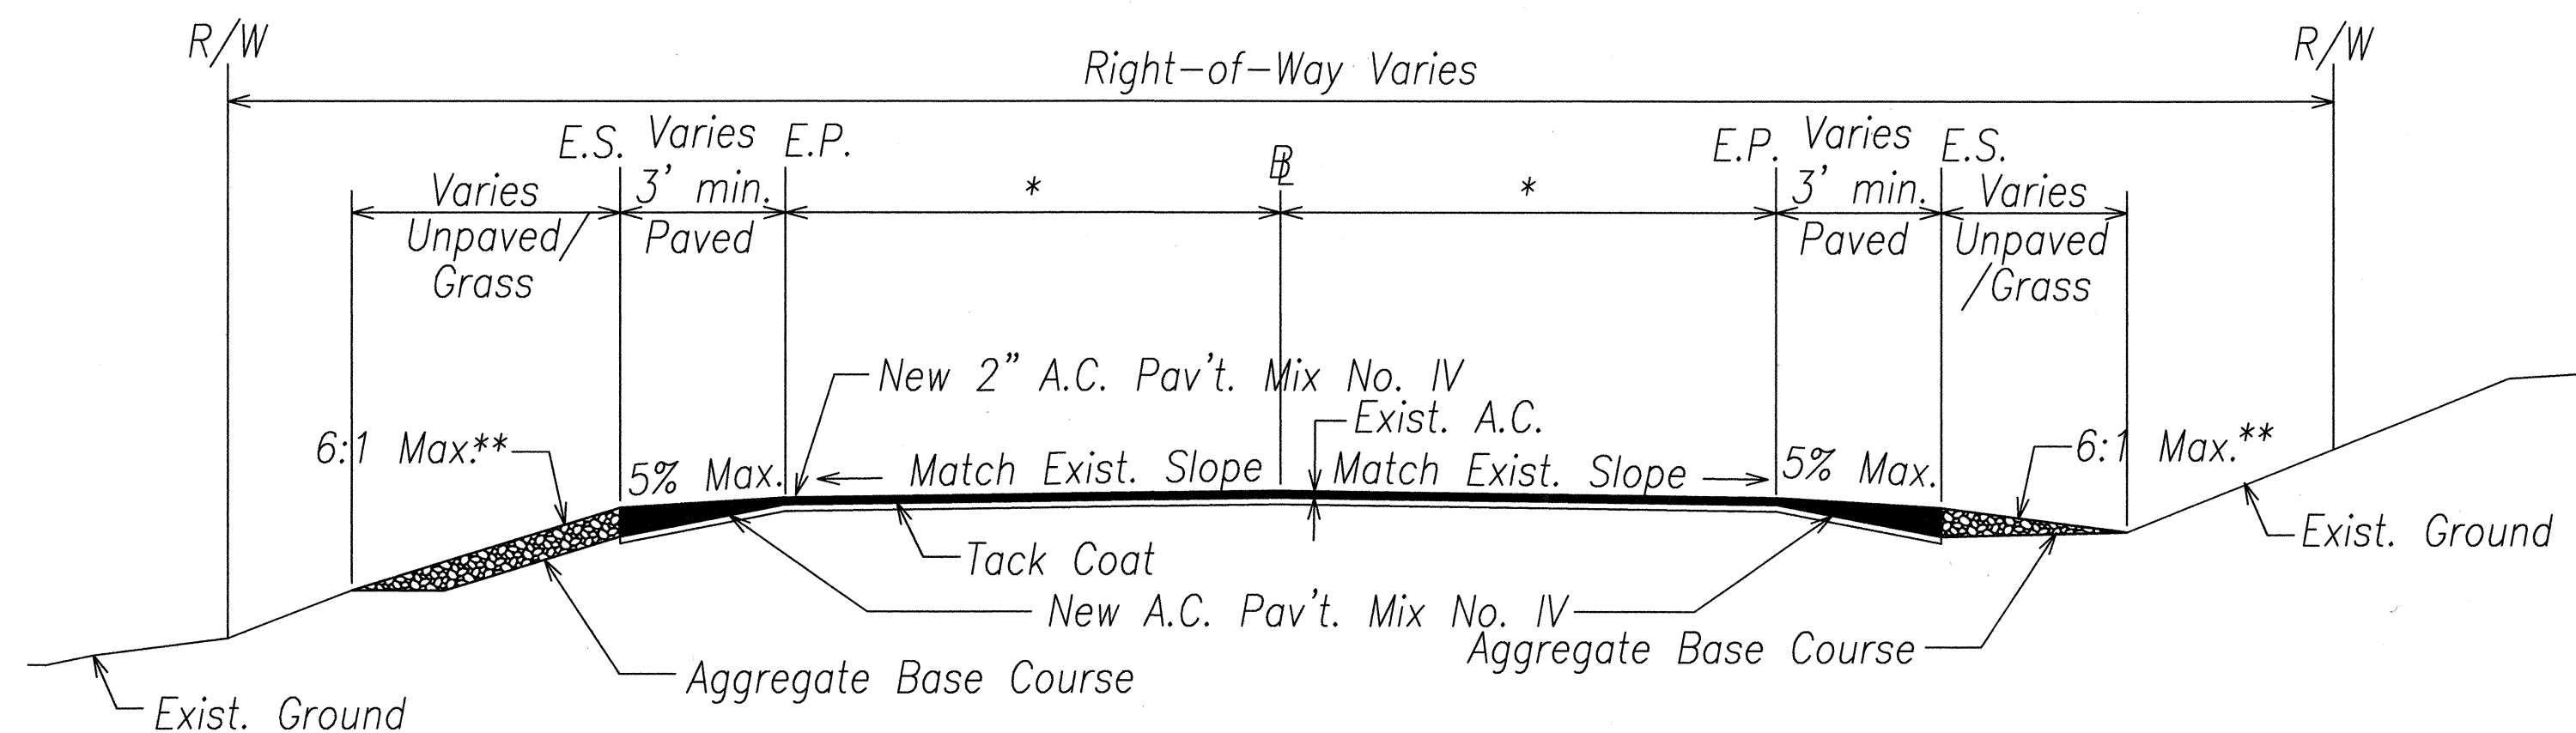 R/W
R/W
Right-of-Way Varies
E.S.
Varies
3' min.
Paved
E.P.
Varies
Unpaved/
Grass
*
BL
*
E.P.
Varies
3' min.
Paved
E.S.
Varies
Unpaved
/Grass
New 2" A.C. Pav't. Mix No. IV
Exist. A.C.
6:1 Max.**
5% Max.
Match Exist. Slope
Match Exist. Slope
5% Max.
6:1 Max.**
Exist. Ground
Tack Coat
New A.C. Pav't. Mix No. IV
Aggregate Base Course
Aggregate Base Course
Exist. Ground